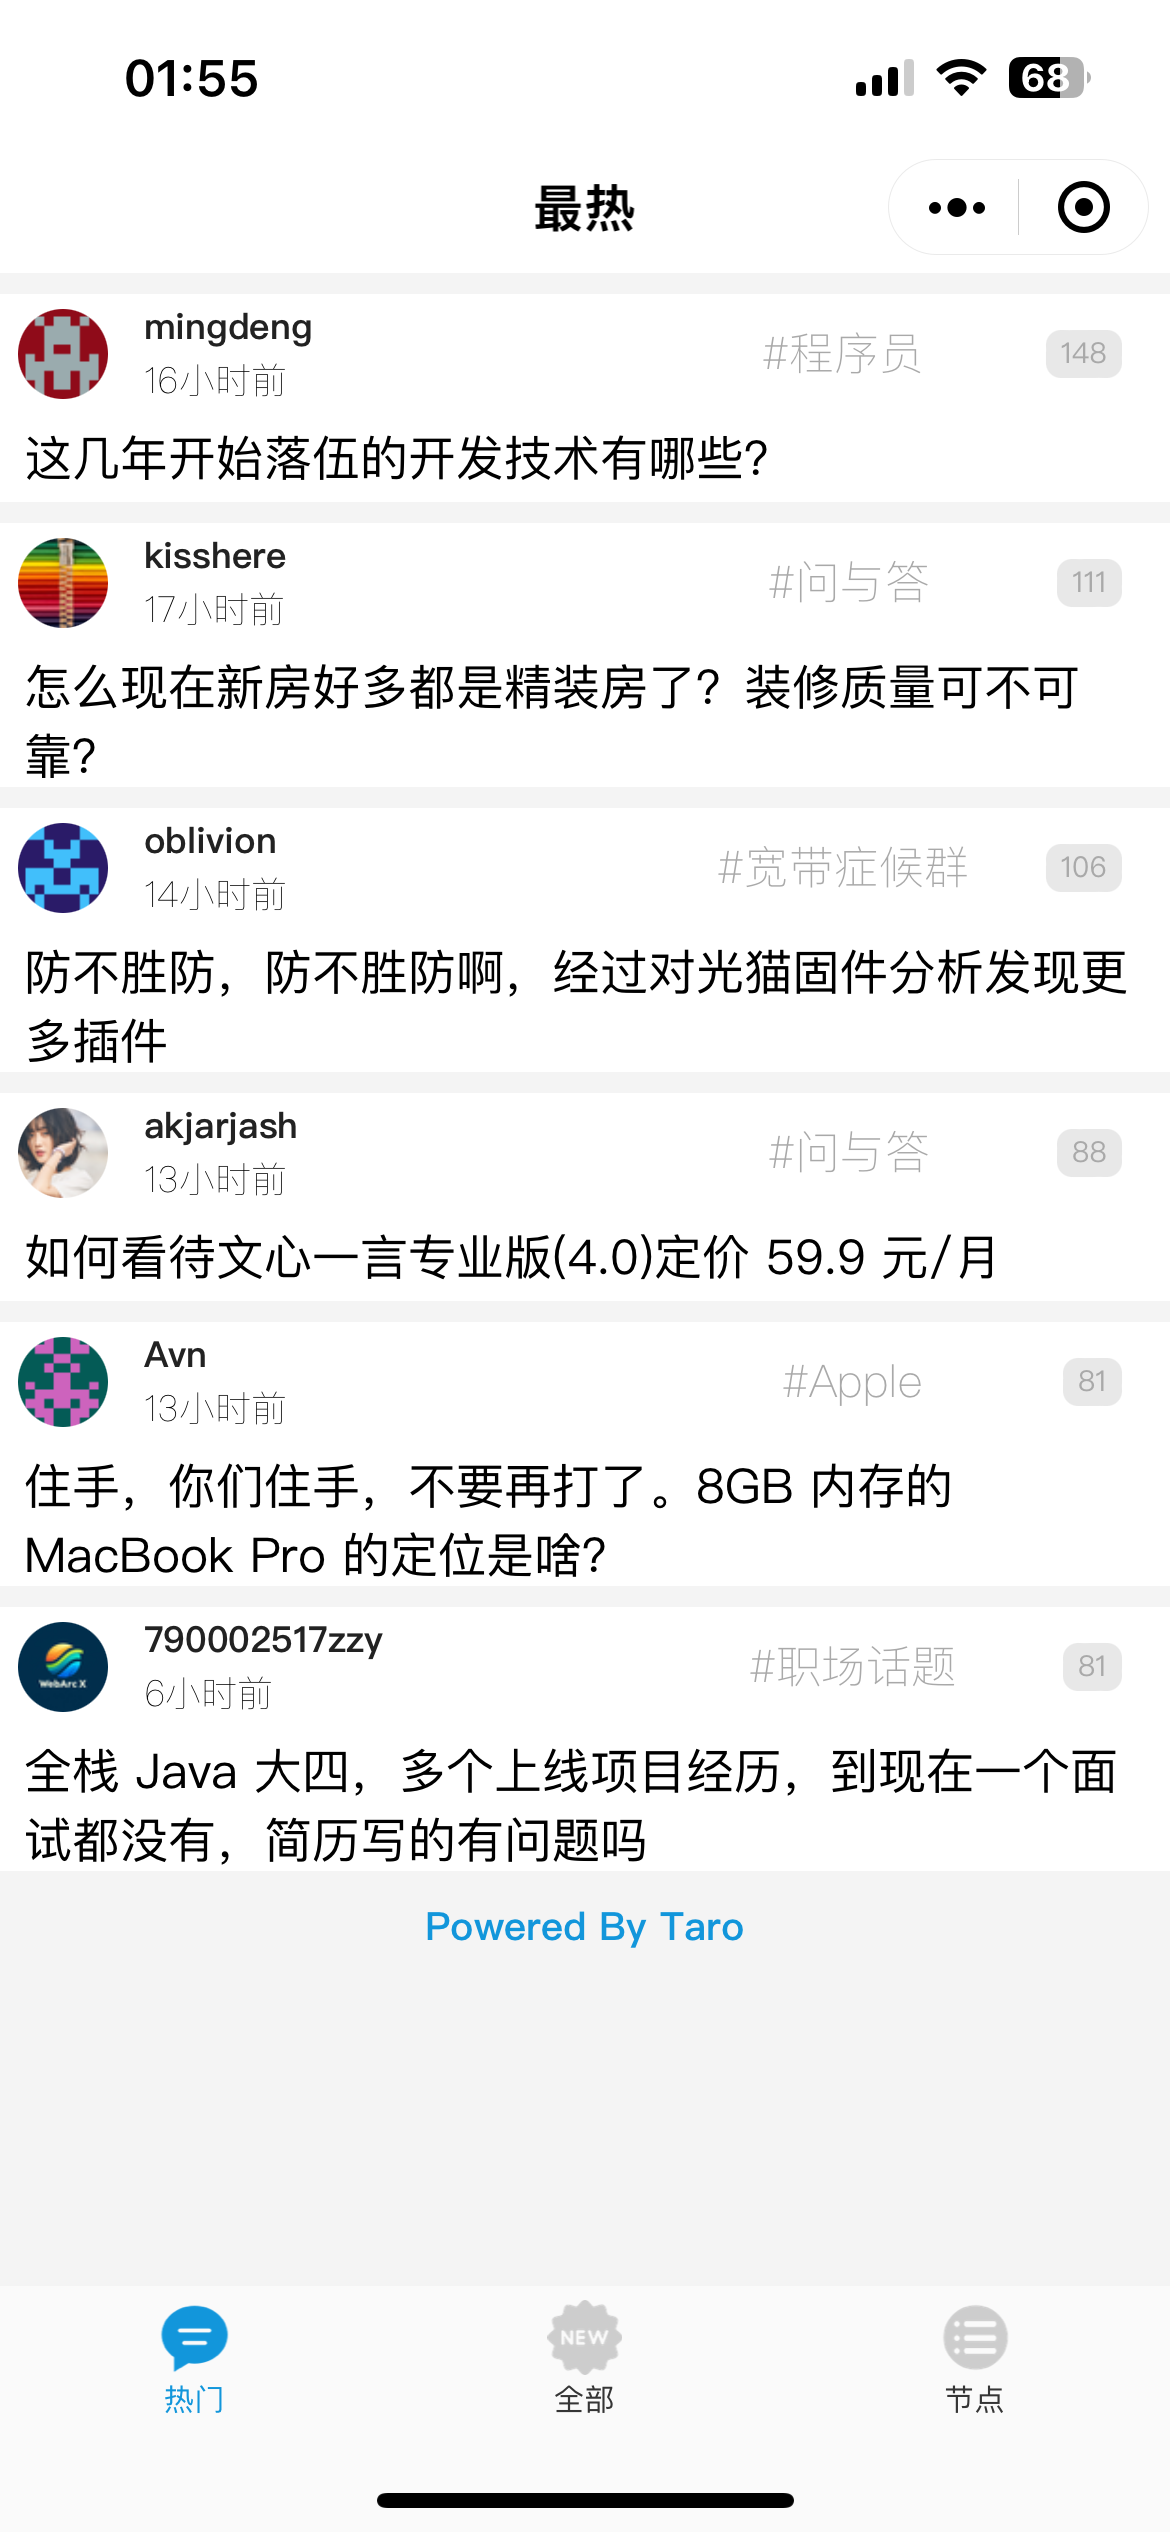 01:55
68
最热
mingdeng
16小时前
#程序员
148
这几年开始落伍的开发技术有哪些?
kisshere
17小时前
#问与答
111
怎么现在新房好多都是精装房了？装修质量可不可
靠?
oblivion
14小时前
#宽带症候群
106
防不胜防，防不胜防啊，经过对光猫固件分析发现更
多插件
akjarjash
13小时前
#问与答
88
如何看待文心一言专业版(4.0)定价 59.9 元/月
Avn
13小时前
#Apple
81
住手，你们住手，不要再打了。8GB 内存的
MacBook Pro 的定位是啥?
WebArc X
790002517zzy
6小时前
#职场话题
81
全栈 Java 大四，多个上线项目经历，到现在一个面
试都没有，简历写的有问题吗
Powered By Taro
NEW
热门
全部
节点